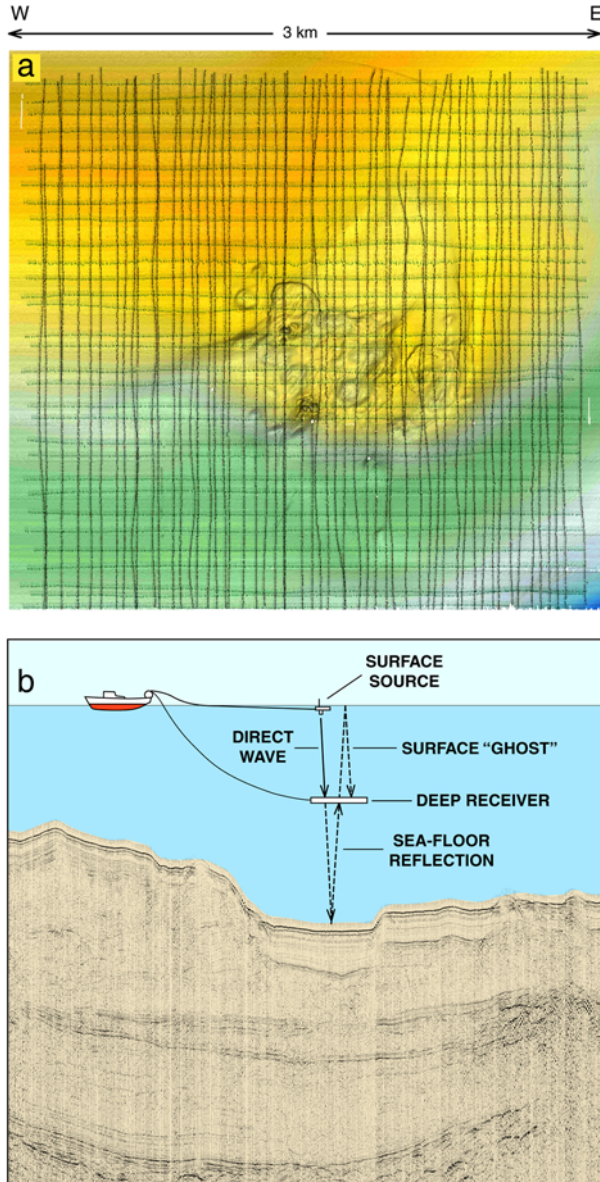 W
E
3 km
a
b
SURFACE
SOURCE
DIRECT
WAVE
SURFACE “GHOST”
DEEP RECEIVER
SEA-FLOOR
REFLECTION